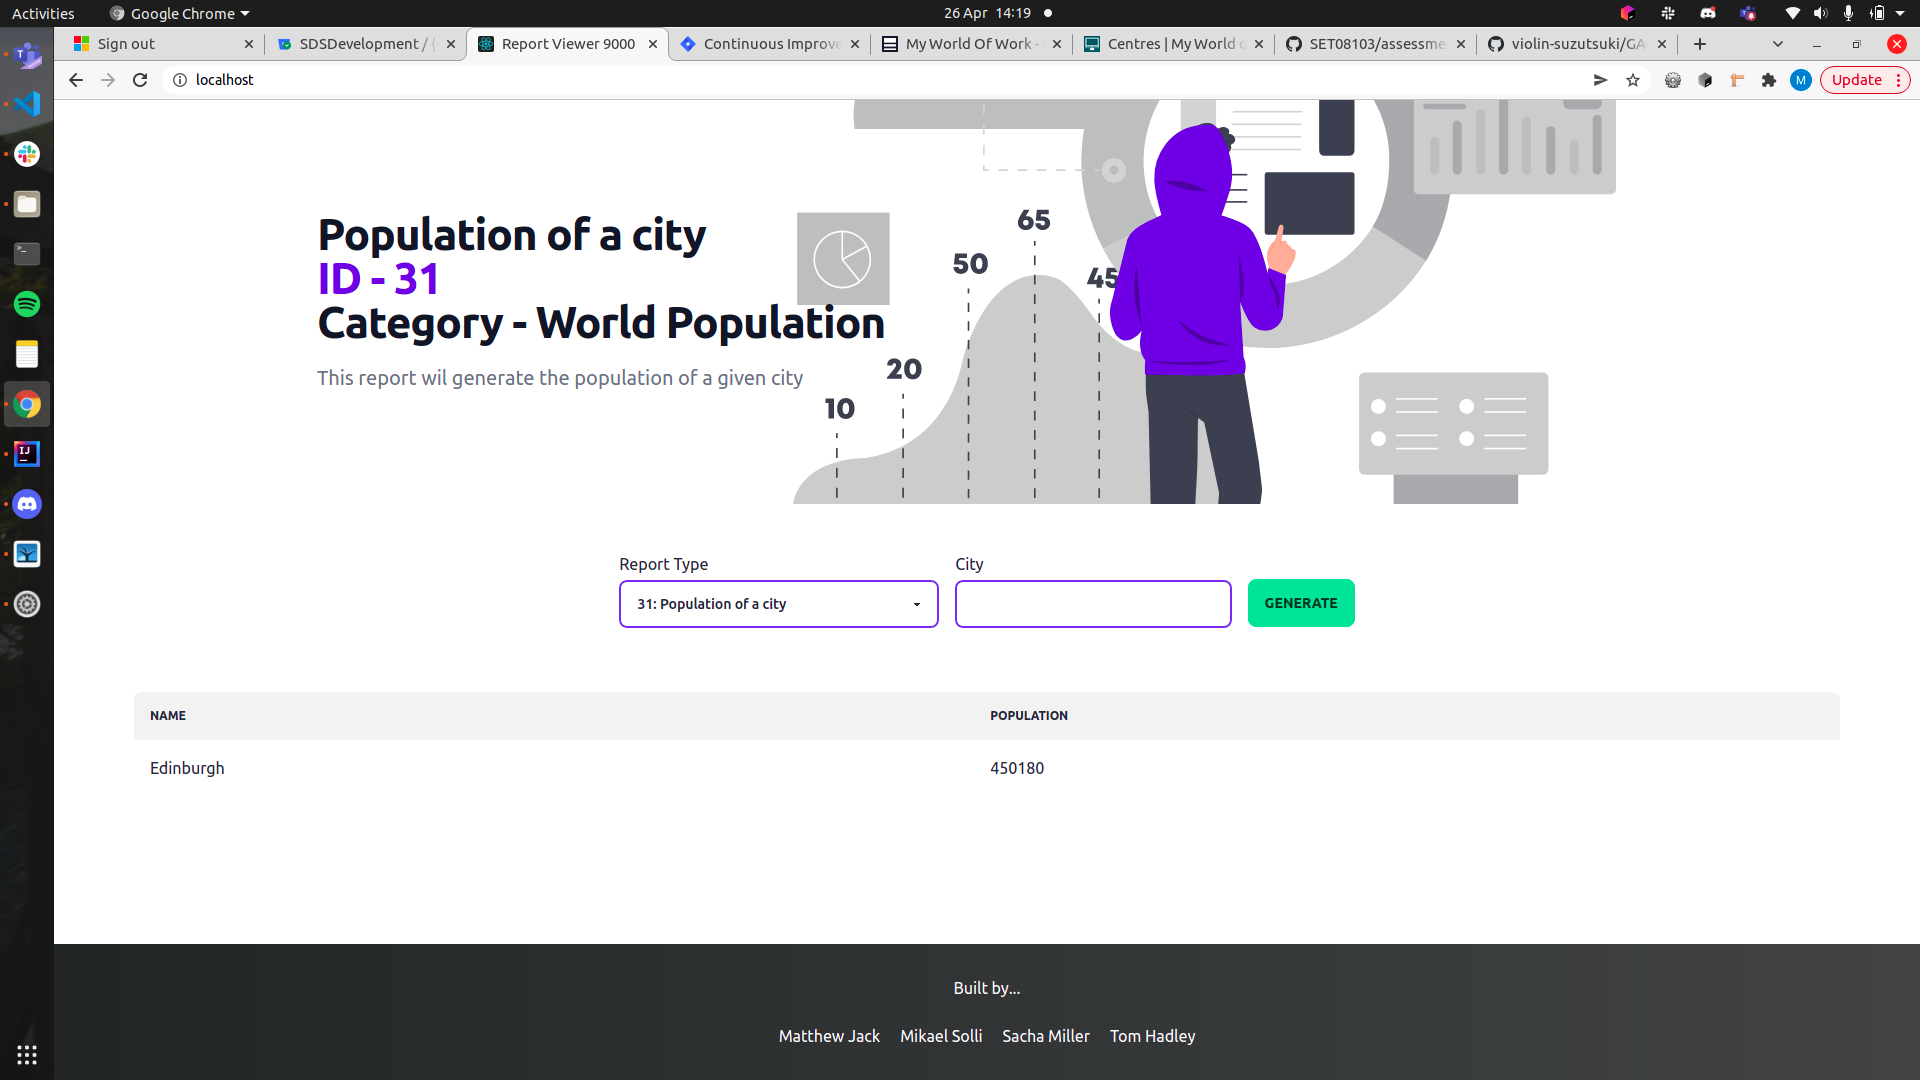 Activities
Google Chrome
26 Apr 14:19
Sign out
SDSDevelopment / {
Report Viewer 9000
Continuous Improve
My World Of Work -
Centres | My World o
SET08103/assessme
violin-suzutsuki/GA
localhost
M
Update
Population of a city
ID - 31
Category - World Population
This report wil generate the population of a given city
10
20
50
65
45
Report Type
City
31: Population of a city
GENERATE
NAME
POPULATION
Edinburgh
450180
Built by...
Matthew Jack
Mikael Solli
Sacha Miller
Tom Hadley